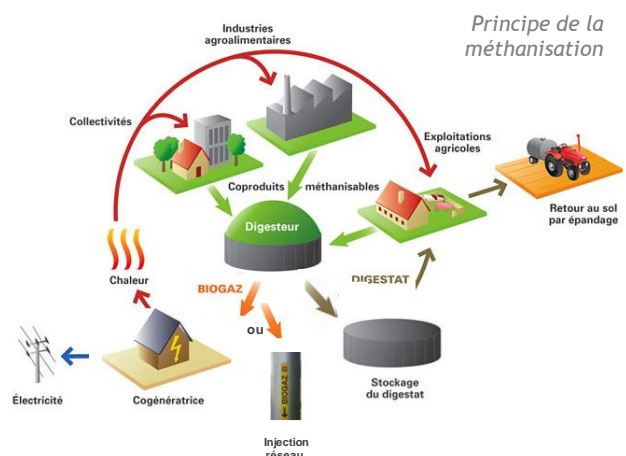 Principe de la
méthanisation
Industries
agroalimentaires
Collectivités
Exploitations
agricoles
Coproduits méthanisables
Retour au sol
par épandage
Digesteur
Chaleur
BIOGAZ
DIGESTAT
ou
BIOGAZ
Électricité
Cogénératrice
Stockage
du digestat
Injection
réseau